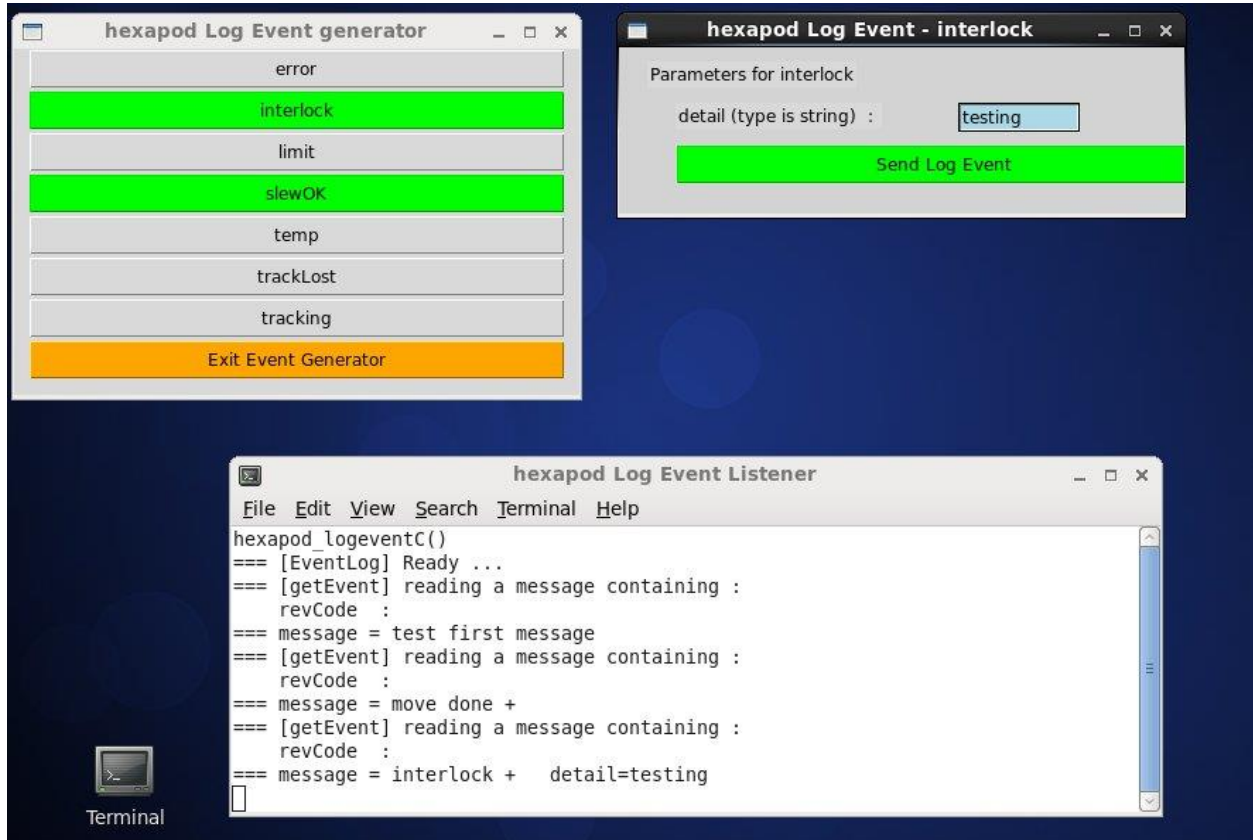 hexapod Log Event generator
error
interlock
limit
slewOK
temp
trackLost
tracking
Exit Event Generator
hexapod Log Event - interlock
Parameters for interlock
detail (type is string) : testing
Send Log Event
hexapod Log Event Listener
File Edit View Search Terminal Help
hexapod_logeventC()
=== [EventLog] Ready ...
=== [getEvent] reading a message containing :
revCode :
=== message = test first message
=== [getEvent] reading a message containing :
revCode :
=== message = move done +
=== [getEvent] reading a message containing :
revCode :
=== message = interlock + detail=testing
Terminal